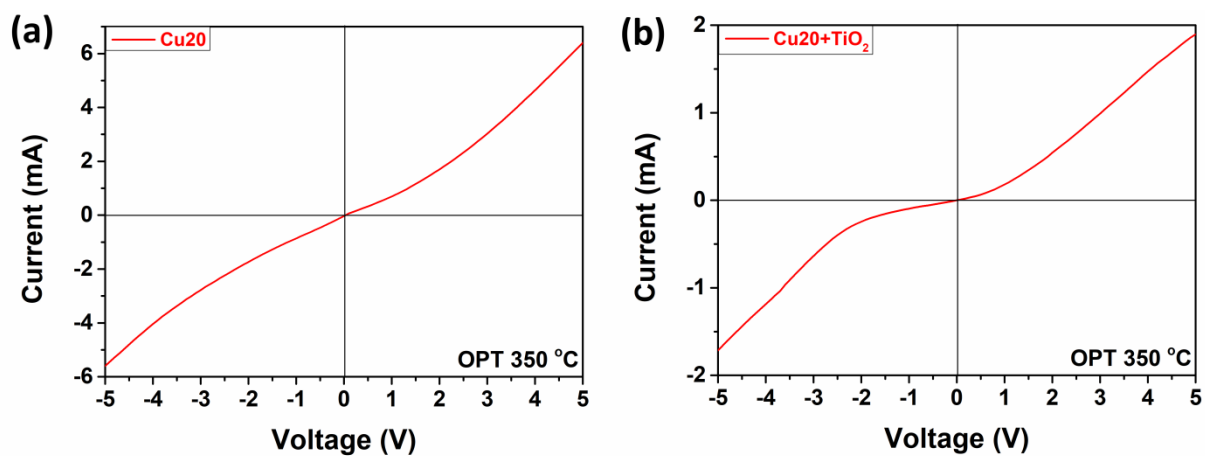 (a)
Cu20
6
4
2
0
-2
-4
-6
Current (mA)
OPT 350 °C
-5 -4 -3 -2 -1 0 1 2 3 4 5
Voltage (V)
(b)
Cu20+TiO₂
2
1
0
-1
-2
Current (mA)
OPT 350 °C
-5 -4 -3 -2 -1 0 1 2 3 4 5
Voltage (V)